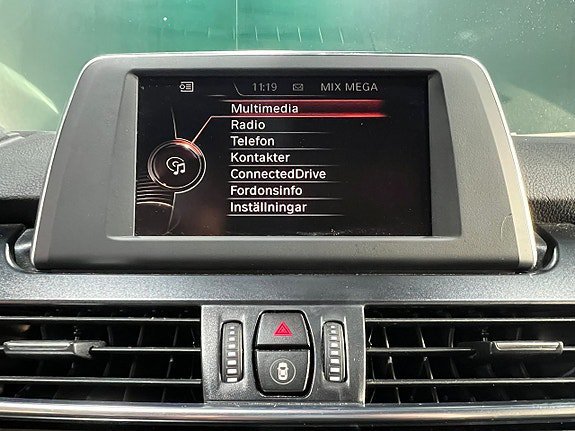 11:19 MIX MEGA
Multimedia
Radio
Telefon
Kontakter
ConnectedDrive
Fordonsinfo
Inställningar